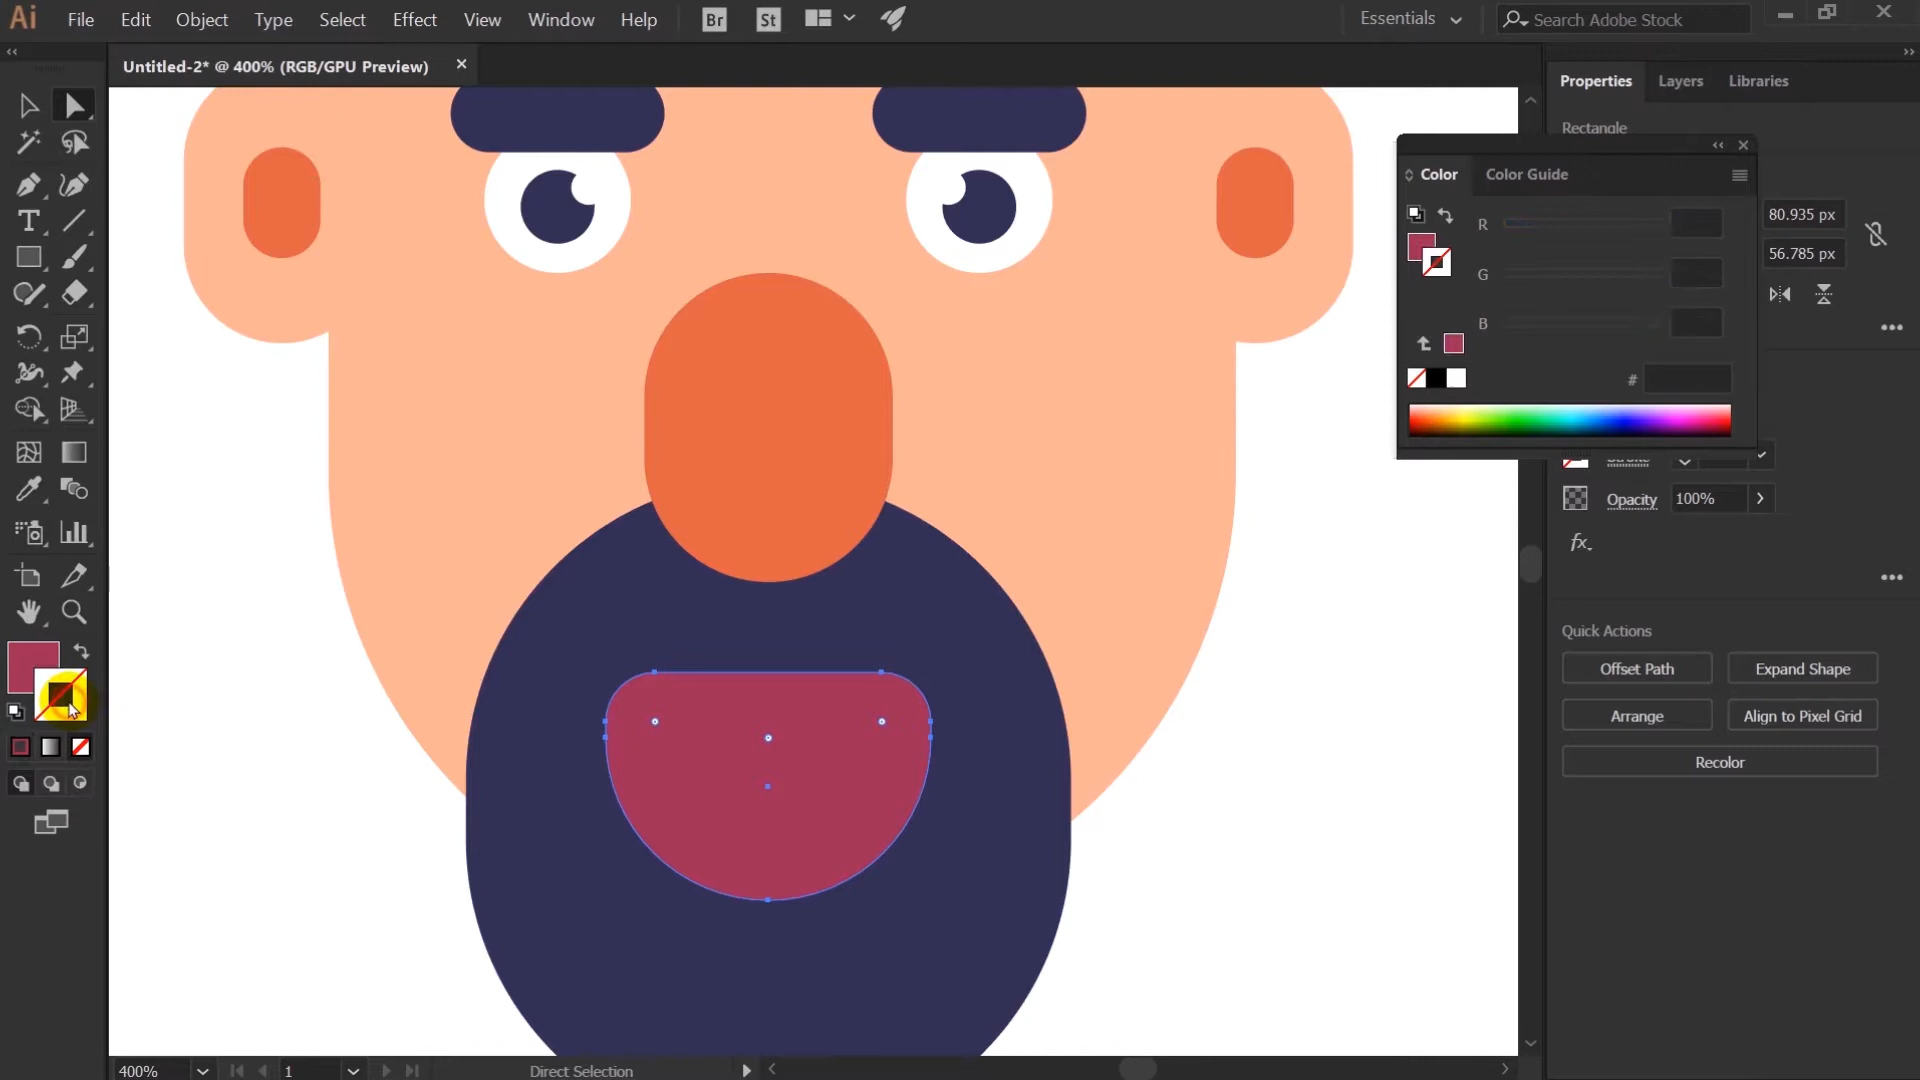 Ai File Edit Object Type Select Effect View Window Help Br St Essentials Search Adobe Stock
Untitled-2* @ 400% (RGB/GPU Preview)
Properties Layers Libraries
Rectangle
Color Color Guide
R
80.935 px
G
56.785 px
B
#
Stroke
Opacity 100%
fx.
Quick Actions
Offset Path Expand Shape
Arrange Align to Pixel Grid
Recolor
T
400% 1 Direct Selection